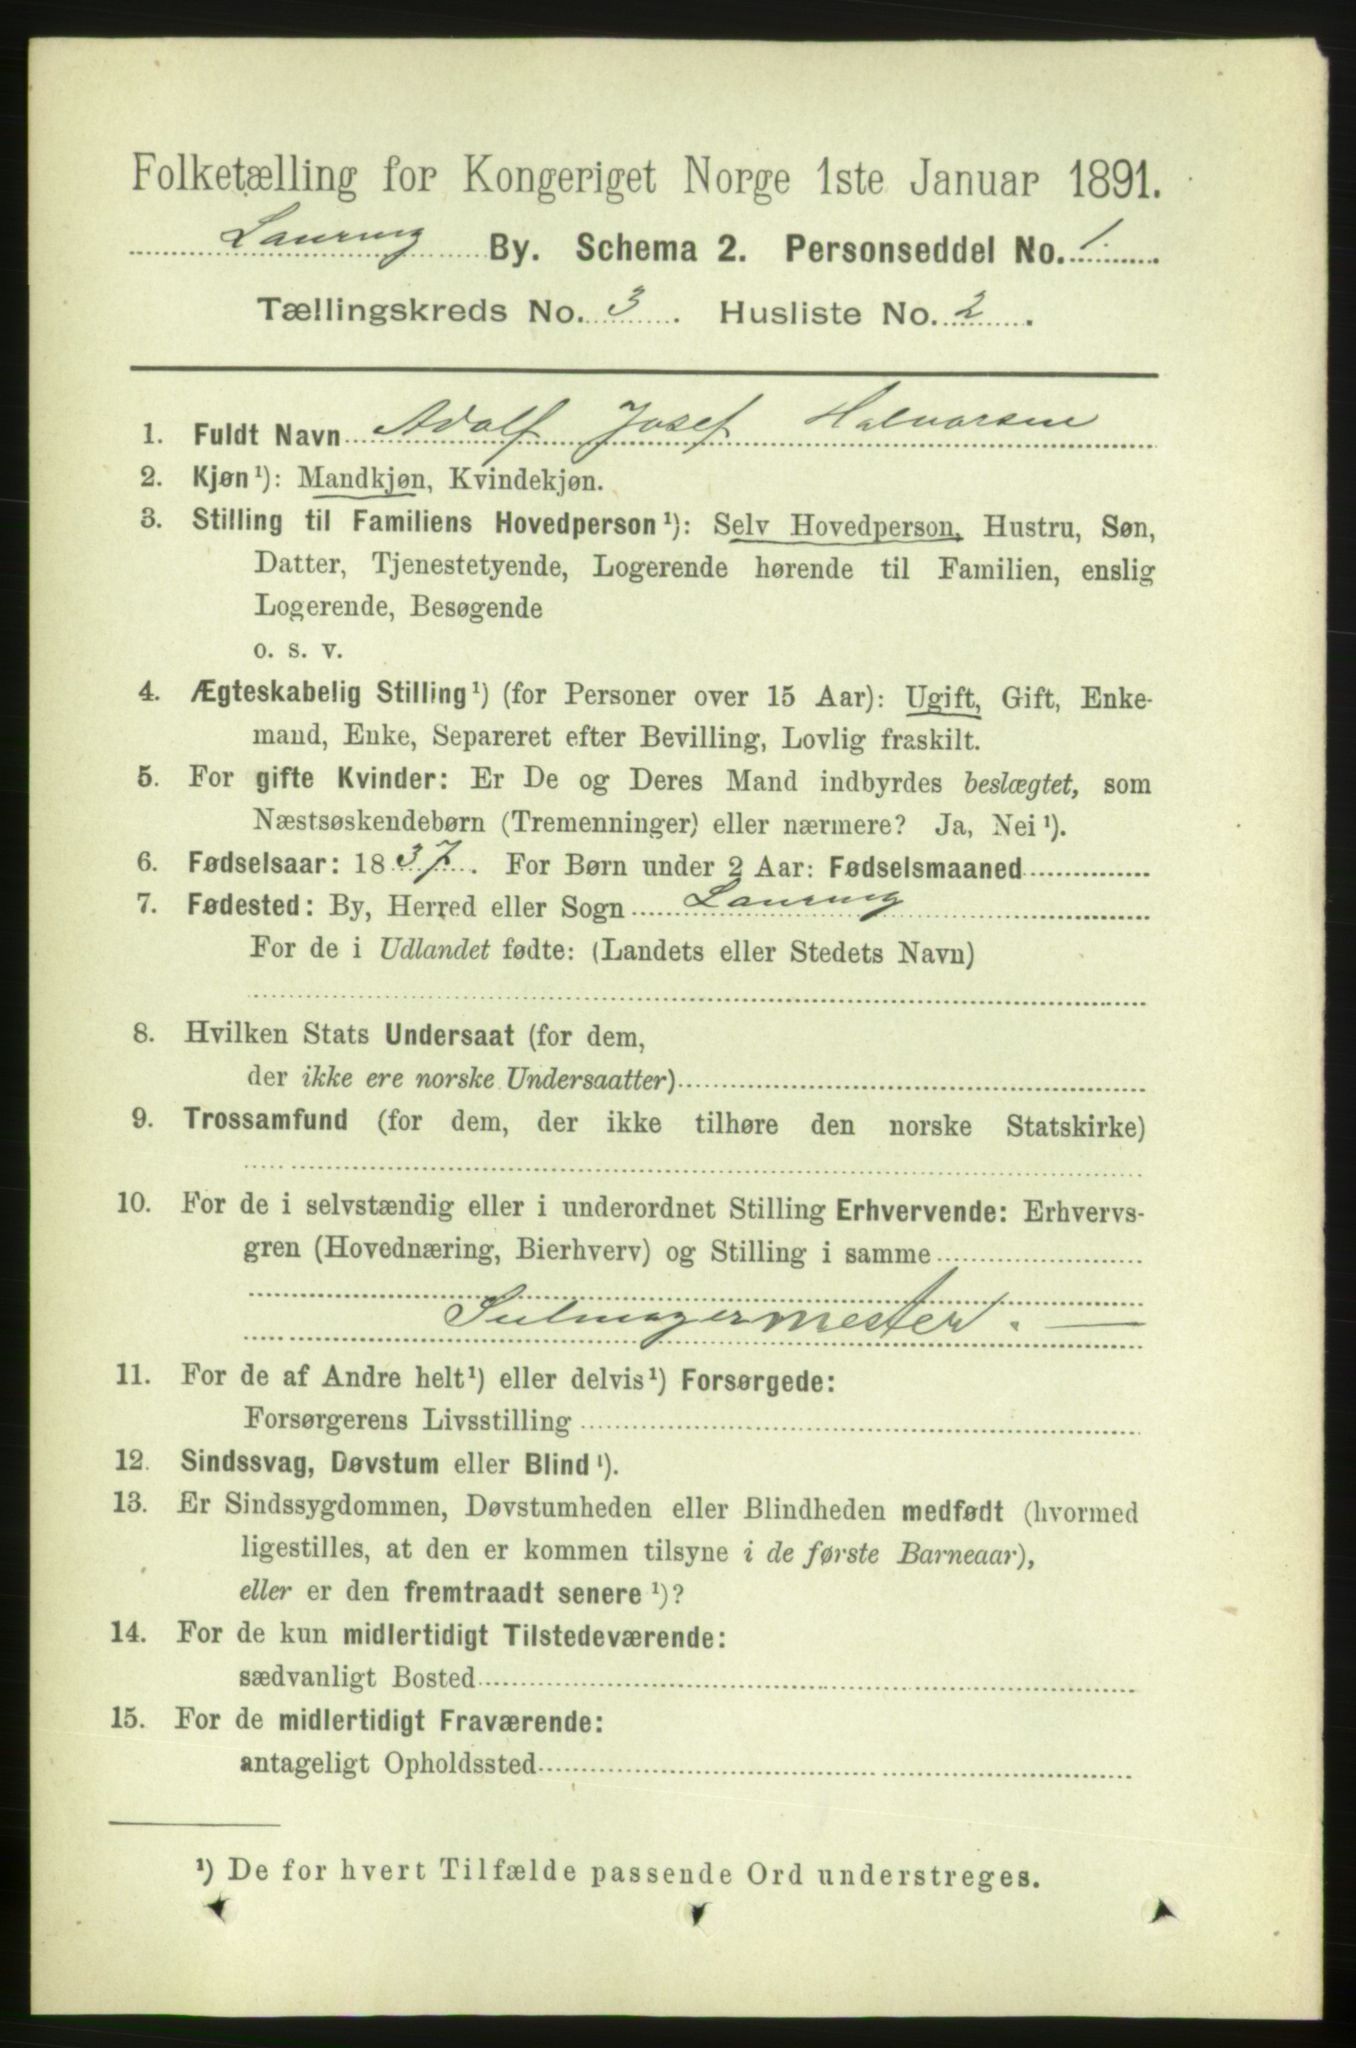 Folketælling for Kongeriget Norge 1ste Januar 1891.
Laurvig By. Schema 2. Personseddel No. 1.
Tællingskreds No. 3. Husliste No. 2.
1. Fuldt Navn Adolf Josef Halvorsen
2. Kjøn¹): Mandkjøn, Kvindekjøn.
3. Stilling til Familiens Hovedperson¹): Selv Hovedperson, Hustru, Søn,
Datter, Tjenestetyende, Logerende hørende til Familien, enslig
Logerende, Besøgende
o. s. v.
4. Ægteskabelig Stilling¹) (for Personer over 15 Aar): Ugift, Gift, Enke-
mand, Enke, Separeret efter Bevilling, Lovlig fraskilt.
5. For gifte Kvinder: Er De og Deres Mand indbyrdes beslægtet, som
Næstsøskendebørn (Tremenninger) eller nærmere? Ja, Nei¹).
6. Fødselsaar: 1837. For Børn under 2 Aar: Fødselsmaaned
7. Fødested: By, Herred eller Sogn Laurvig
For de i Udlandet fødte: (Landets eller Stedets Navn)
8. Hvilken Stats Undersaat (for dem,
der ikke ere norske Undersaatter)
9. Trossamfund (for dem, der ikke tilhøre den norske Statskirke)
10. For de i selvstændig eller i underordnet Stilling Erhvervende: Erhvervs-
gren (Hovednæring, Bierhverv) og Stilling i samme
Seilmagermester. —
11. For de af Andre helt¹) eller delvis¹) Forsørgede:
Forsørgerens Livsstilling
12. Sindssvag, Døvstum eller Blind¹).
13. Er Sindssygdommen, Døvstumheden eller Blindheden medfødt (hvormed
ligestilles, at den er kommen tilsyne i de første Barneaar),
eller er den fremtraadt senere¹)?
14. For de kun midlertidigt Tilstedeværende:
sædvanligt Bosted
15. For de midlertidigt Fraværende:
antageligt Opholdssted
¹) De for hvert Tilfælde passende Ord understreges.